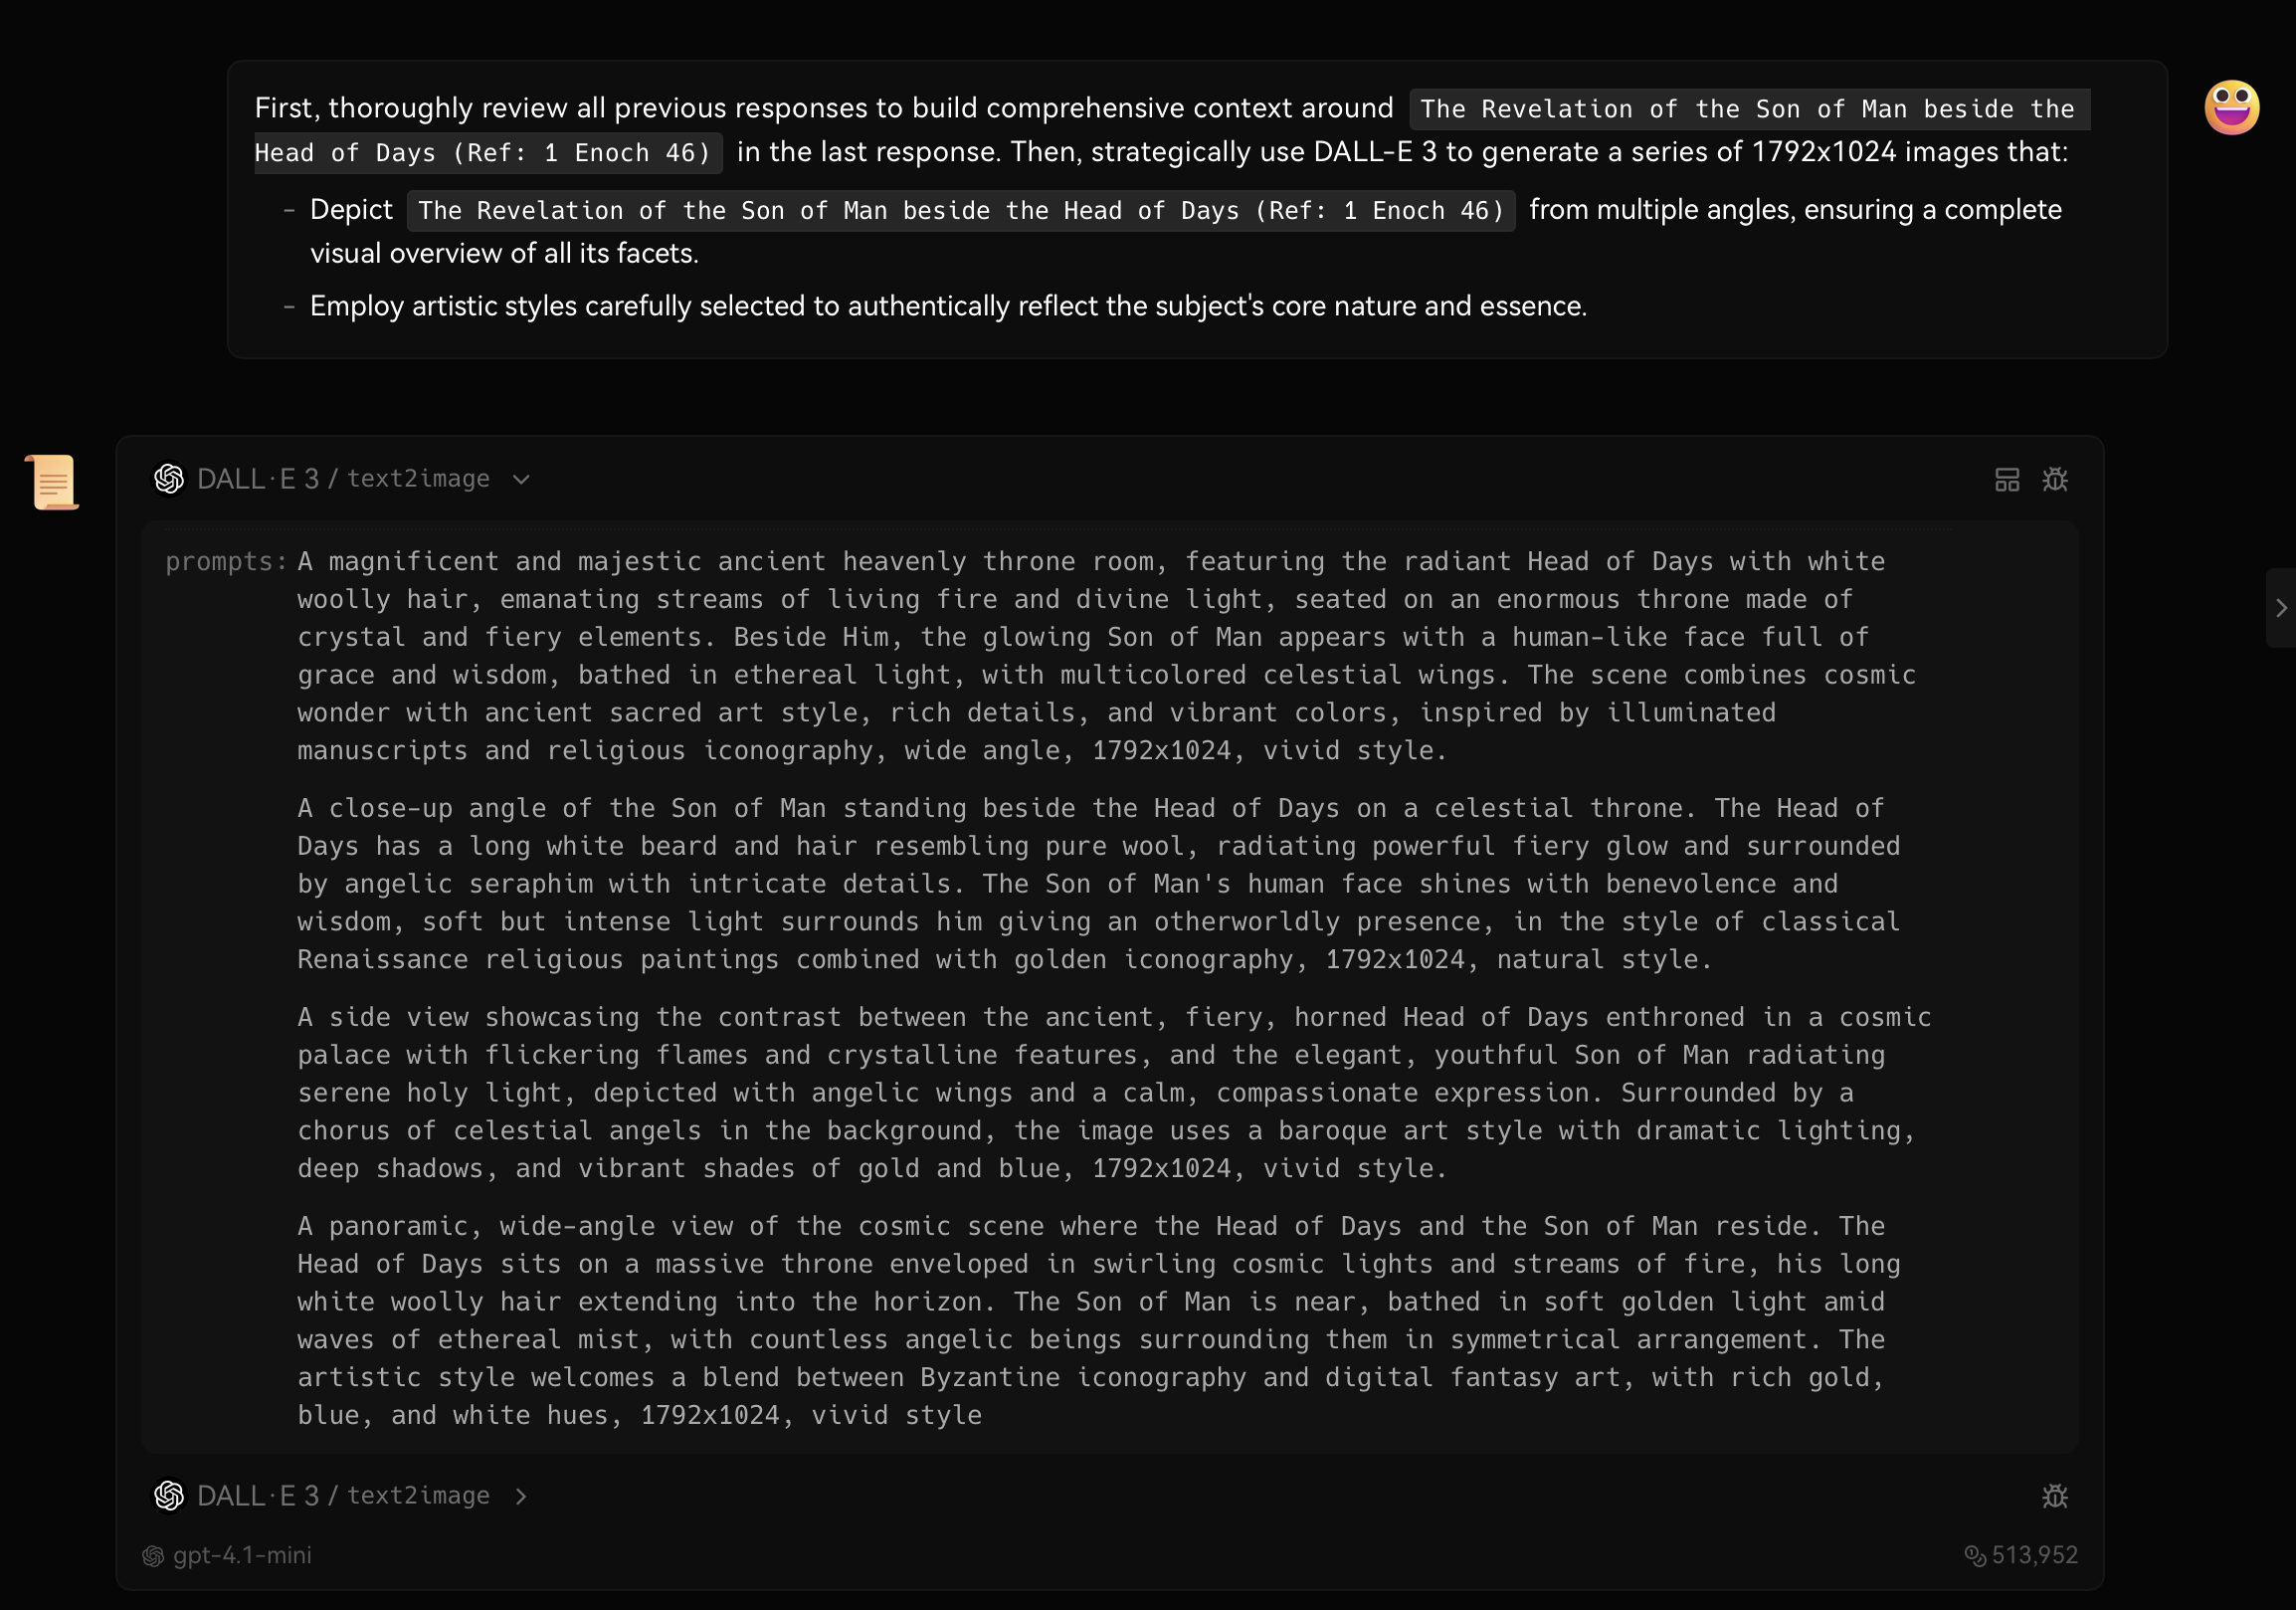 First, thoroughly review all previous responses to build comprehensive context around The Revelation of the Son of Man beside the
Head of Days (Ref: 1 Enoch 46) in the last response. Then, strategically use DALL-E 3 to generate a series of 1792x1024 images that:
– Depict The Revelation of the Son of Man beside the Head of Days (Ref: 1 Enoch 46) from multiple angles, ensuring a complete
visual overview of all its facets.
– Employ artistic styles carefully selected to authentically reflect the subject's core nature and essence.
DALL·E 3 / text2image
prompts: A magnificent and majestic ancient heavenly throne room, featuring the radiant Head of Days with white
woolly hair, emanating streams of living fire and divine light, seated on an enormous throne made of
crystal and fiery elements. Beside Him, the glowing Son of Man appears with a human-like face full of
grace and wisdom, bathed in ethereal light, with multicolored celestial wings. The scene combines cosmic
wonder with ancient sacred art style, rich details, and vibrant colors, inspired by illuminated
manuscripts and religious iconography, wide angle, 1792x1024, vivid style.
A close-up angle of the Son of Man standing beside the Head of Days on a celestial throne. The Head of
Days has a long white beard and hair resembling pure wool, radiating powerful fiery glow and surrounded
by angelic seraphim with intricate details. The Son of Man's human face shines with benevolence and
wisdom, soft but intense light surrounds him giving an otherworldly presence, in the style of classical
Renaissance religious paintings combined with golden iconography, 1792x1024, natural style.
A side view showcasing the contrast between the ancient, fiery, horned Head of Days enthroned in a cosmic
palace with flickering flames and crystalline features, and the elegant, youthful Son of Man radiating
serene holy light, depicted with angelic wings and a calm, compassionate expression. Surrounded by a
chorus of celestial angels in the background, the image uses a baroque art style with dramatic lighting,
deep shadows, and vibrant shades of gold and blue, 1792x1024, vivid style.
A panoramic, wide-angle view of the cosmic scene where the Head of Days and the Son of Man reside. The
Head of Days sits on a massive throne enveloped in swirling cosmic lights and streams of fire, his long
white woolly hair extending into the horizon. The Son of Man is near, bathed in soft golden light amid
waves of ethereal mist, with countless angelic beings surrounding them in symmetrical arrangement. The
artistic style welcomes a blend between Byzantine iconography and digital fantasy art, with rich gold,
blue, and white hues, 1792x1024, vivid style
DALL·E 3 / text2image
gpt-4.1-mini
513,952